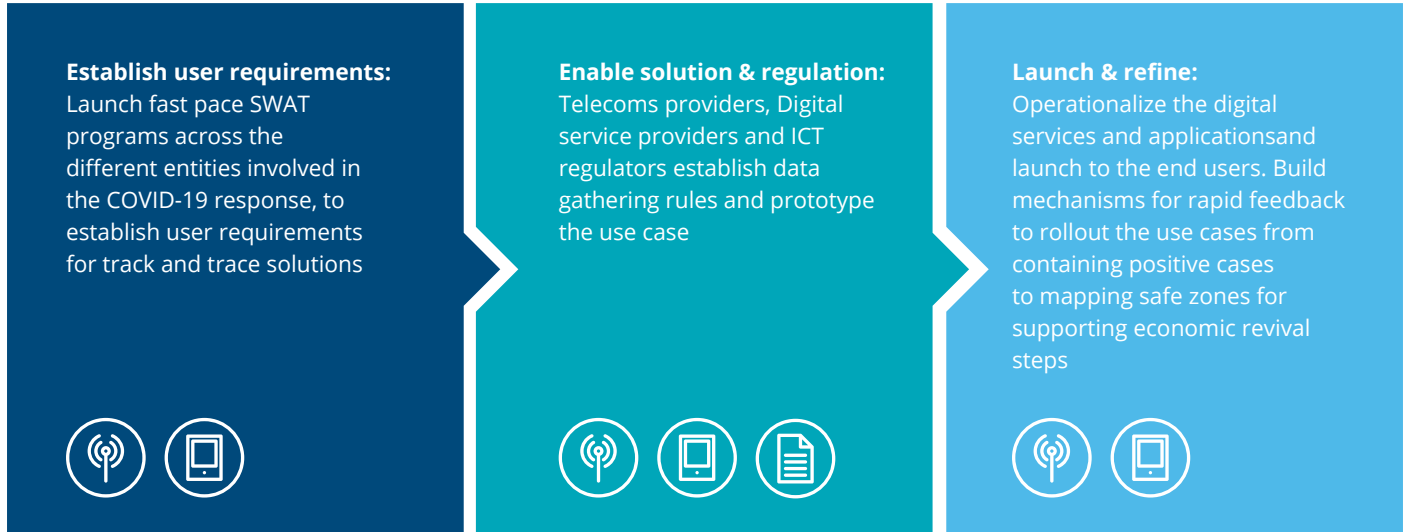 Establish user requirements:
Launch fast pace SWAT
programs across the
different entities involved in
the COVID-19 response, to
establish user requirements
for track and trace solutions
Enable solution & regulation:
Telecoms providers, Digital
service providers and ICT
regulators establish data
gathering rules and prototype
the use case
Launch & refine:
Operationalize the digital
services and applicationsand
launch to the end users. Build
mechanisms for rapid feedback
to rollout the use cases from
containing positive cases
to mapping safe zones for
supporting economic revival
steps